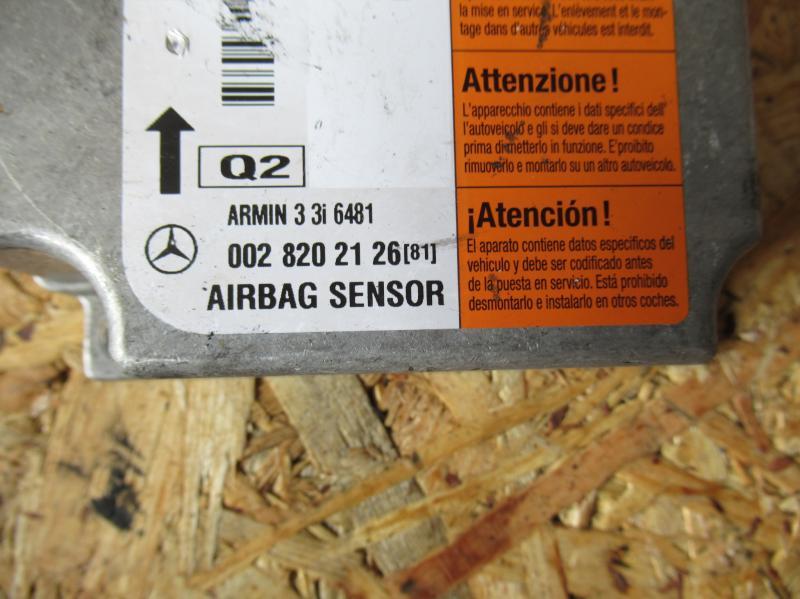 la mise en service. L'enlèvement et le mon-
tage dans d'autres véhicules est interdit.
Attenzione !
L'apparecchio contiene i dati specifici dell'
l'autoveicolo e gli si deve dare un condice
prima di metterlo in funzione. E'proibito
rimuoverlo e montarlo su un altro autoveicolo.
Q2
ARMIN 3 3i 6481
002 820 21 26 [81]
AIRBAG SENSOR
¡Atención !
El aparato contiene datos especificos del
vehiculo y debe ser codificado antes
de la puesta en servicio. Está prohibido
desmontarlo e instalarlo en otros coches.